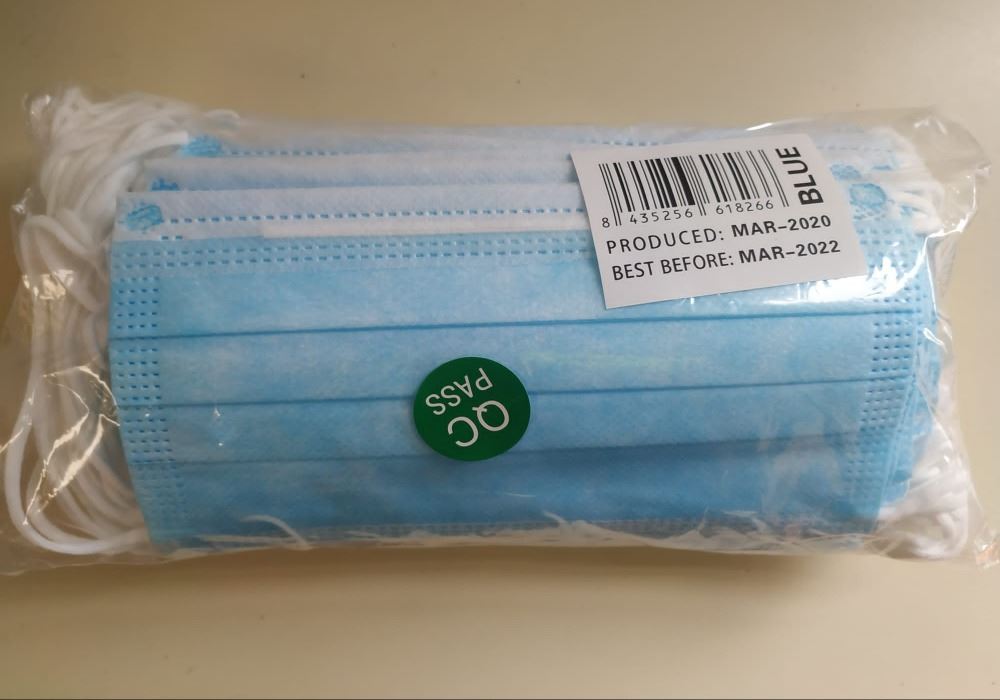 BLUE
8 435256 618266
PRODUCED: MAR-2020
BEST BEFORE: MAR-2022
QC
PASS